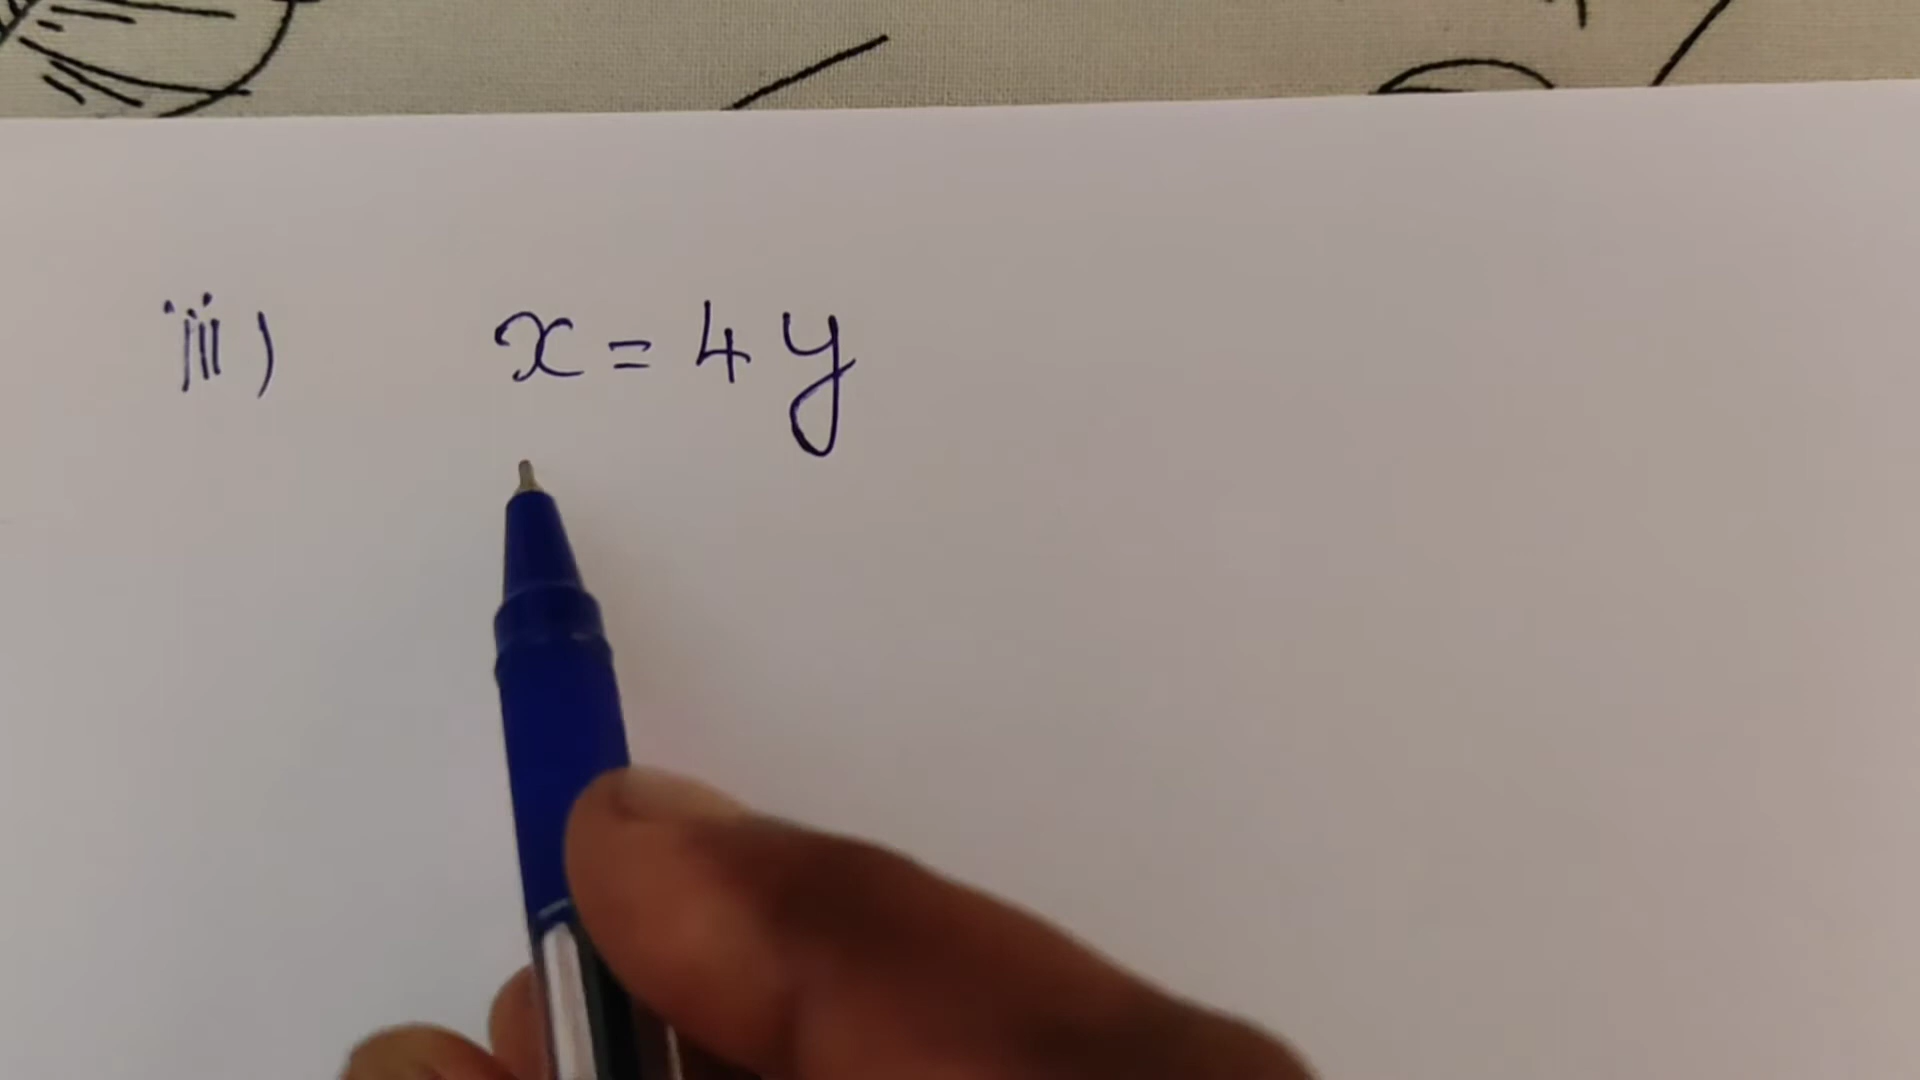 iii) x = 4y